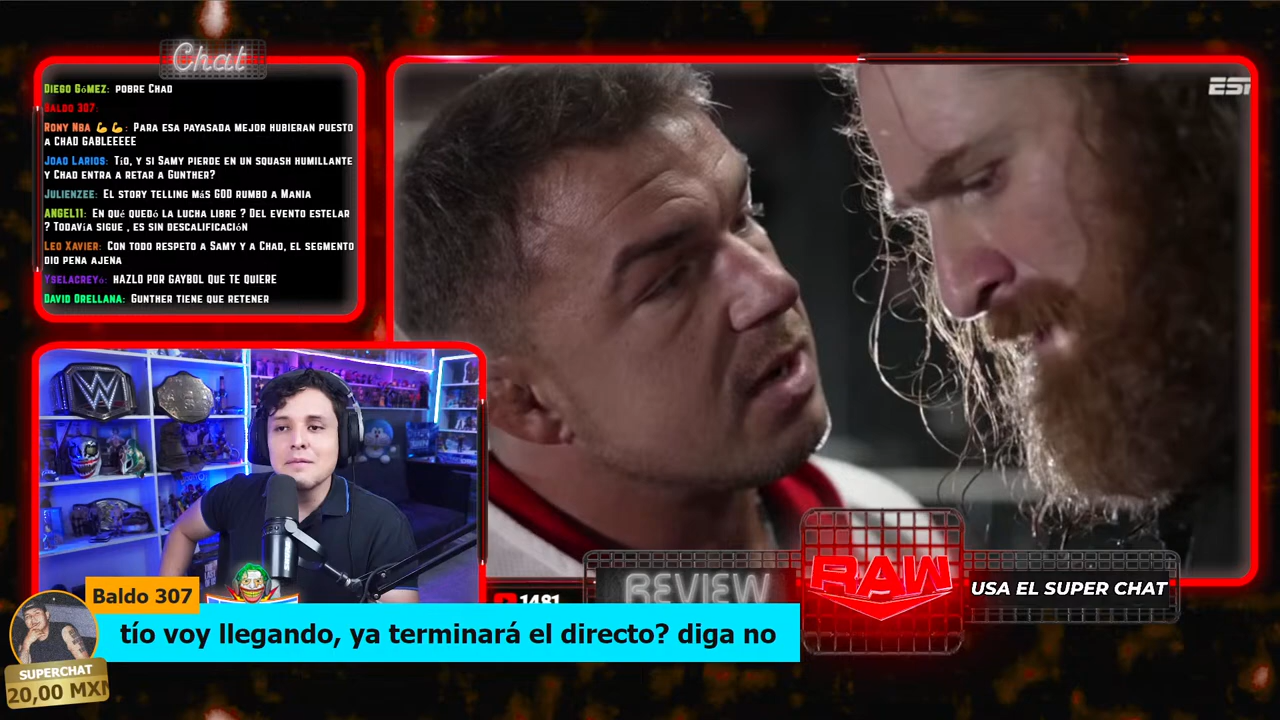 Chat
DIEGO GÓMEZ: POBRE CHAD
BALDO 307:
RONY NBA 💪 💪: PARA ESA PAYASADA MEJOR HUBIERAN PUESTO
A CHAD GABLEEEEE
JOAO LARIOS: TÍO, Y SI SAMY PIERDE EN UN SQUASH HUMILLANTE
Y CHAD ENTRA A RETAR A GUNTHER?
JULIENZEE: EL STORY TELLING MÁS GOD RUMBO A MANIA
ANGEL11: EN QUÉ QUEDÓ LA LUCHA LIBRE ? DEL EVENTO ESTELAR
? TODAVÍA SIGUE , ES SIN DESCALIFICACIÓN
LEO XAVIER: CON TODO RESPETO A SAMY Y A CHAD, EL SEGMENTO
DIO PENA AJENA
YSELACREYÓ: HAZLO POR GAYBOL QUE TE QUIERE
DAVID ORELLANA: GUNTHER TIENE QUE RETENER
W
1481
REVIEW
RAW
USA EL SUPER CHAT
Baldo 307
tío voy llegando, ya terminará el directo? diga no
SUPERCHAT
20,00 MXN